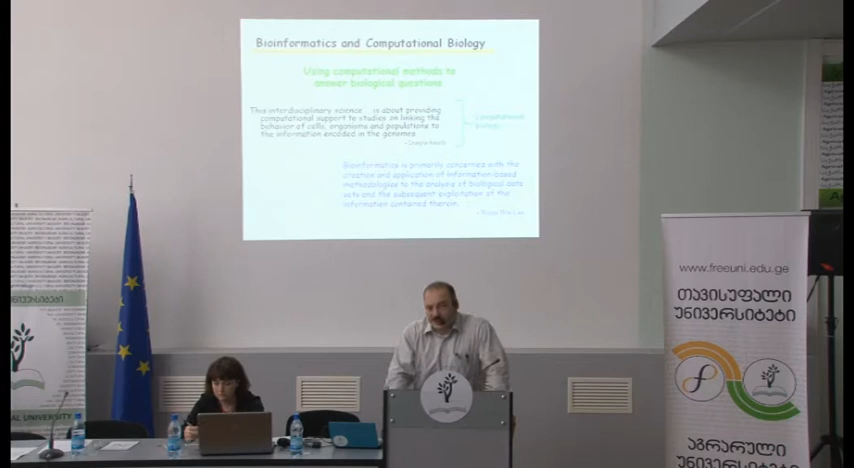 Bioinformatics and Computational Biology
Using computational methods to
answer biological questions
This interdisciplinary science is about providing
computational support to studies on linking the
behavior of cells, organisms and populations to
the information encoded in the genomes
Computational
biology
Bioinformatics is primarily concerned with the
creation and application of information-based
methodologies to the analysis of biological data
sets and the subsequent exploitation of the
information contained therein.
www.freeuni.edu.ge
თავისუფალი
უნივერსიტეტი
აგრარული
უნივერსიტეტი